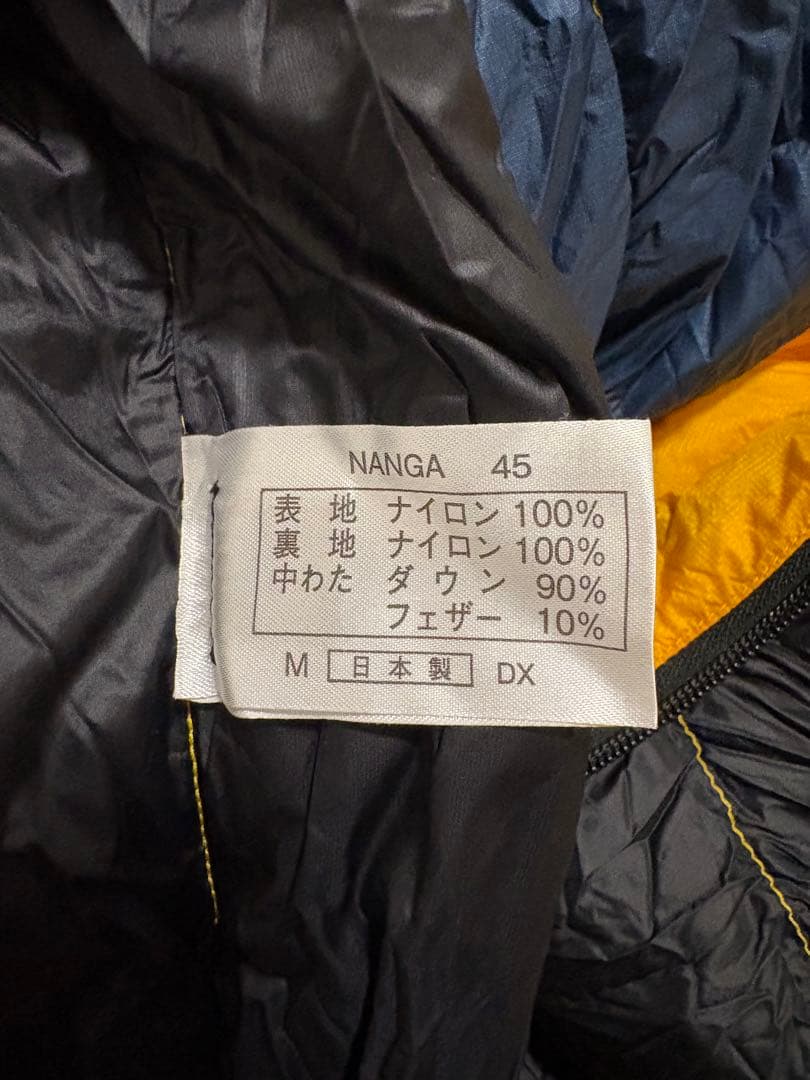 NANGA 45
表 地 ナイロン 100%
裏 地 ナイロン 100%
中わた ダ ウ ン 90%
フェザー 10%
M 日 本 製 DX